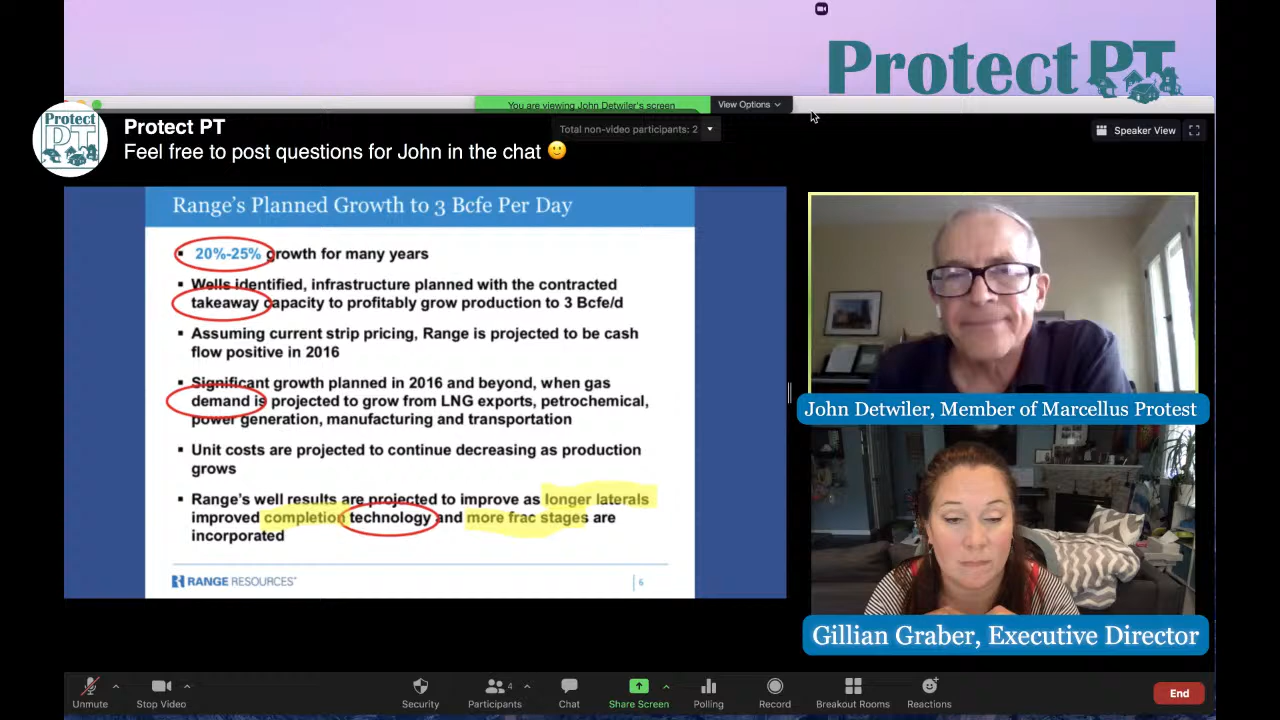 Protect PT
You are viewing John Detwiler's screen
View Options
Protect PT
Protect PT
Feel free to post questions for John in the chat 🙂
Total non-video participants: 2
Speaker View
Range's Planned Growth to 3 Bcfe Per Day
20%-25% growth for many years
Wells identified, infrastructure planned with the contracted
takeaway capacity to profitably grow production to 3 Bcfe/d
Assuming current strip pricing, Range is projected to be cash
flow positive in 2016
Significant growth planned in 2016 and beyond, when gas
demand is projected to grow from LNG exports, petrochemical,
power generation, manufacturing and transportation
Unit costs are projected to continue decreasing as production
grows
Range's well results are projected to improve as longer laterals
improved completion technology and more frac stages are
incorporated
RANGE RESOURCES
6
John Detwiler, Member of Marcellus Protest
Gillian Graber, Executive Director
Unmute
Stop Video
Security
Participants
4
Chat
Share Screen
Polling
Record
Breakout Rooms
Reactions
End